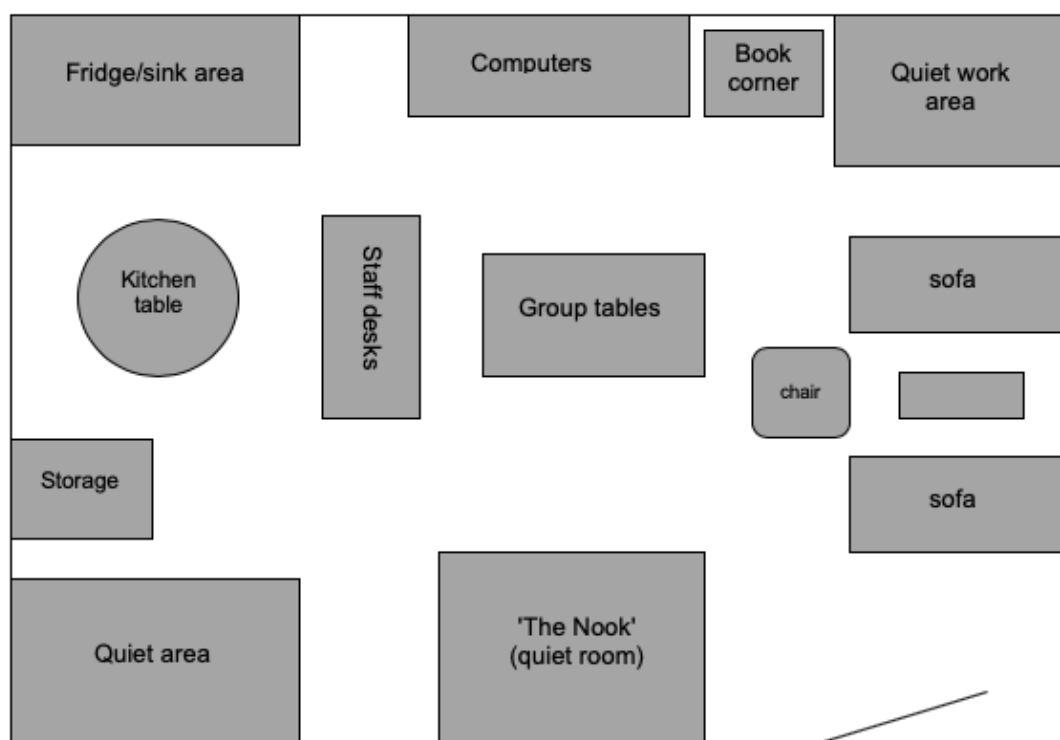 Fridge/sink area
Computers
Book
corner
Quiet work
area
Kitchen
table
Staff desks
Group tables
sofa
chair
Storage
sofa
Quiet area
'The Nook'
(quiet room)